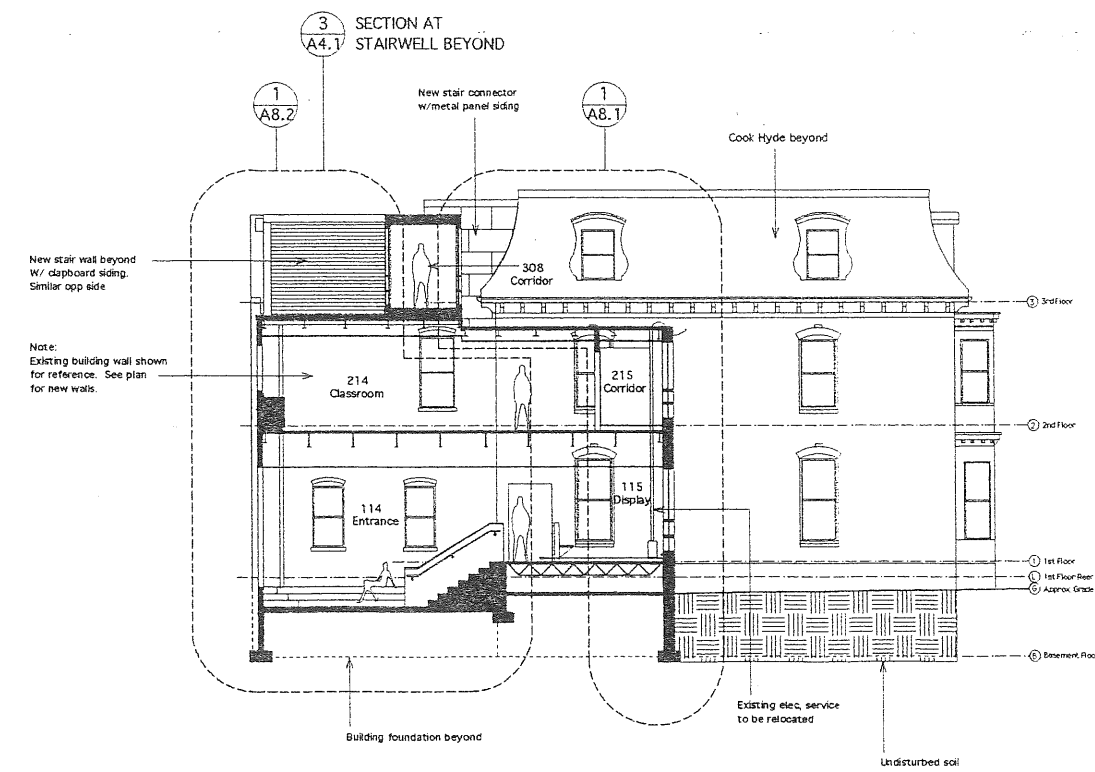 3
A4.1
SECTION AT
STAIRWELL BEYOND
1
A8.2
New stair connector
w/metal panel siding
1
A8.1
Cook Hyde beyond
New stair wall beyond
W/ clapboard siding.
Similar opp side
308
Corridor
3 3rd Floor
Note:
Existing building wall shown
for reference. See plan
for new walls.
214
Classroom
215
Corridor
2 2nd Floor
114
Entrance
115
Display
1 1st Floor
L 1st Floor Rear
G Approx Grade
B Basement Floo
Existing elec, service
to be relocated
Building foundation beyond
Undisturbed soil